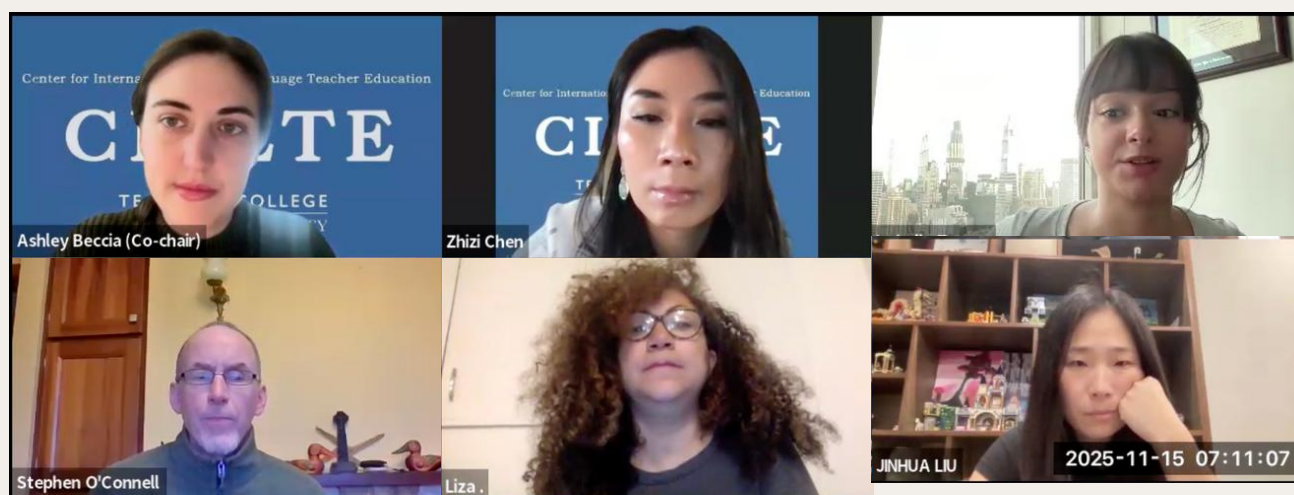 Center for Interna
uage Teacher Education
CI
LTE
TE
COLLEGE
TY
Ashley Beccia (Co-chair)
Center for Internatio
r Education
CI
E
TE
Zhizi Chen
Stephen O'Connell
Liza .
JINHUA LIU
2025-11-15 07:11:07